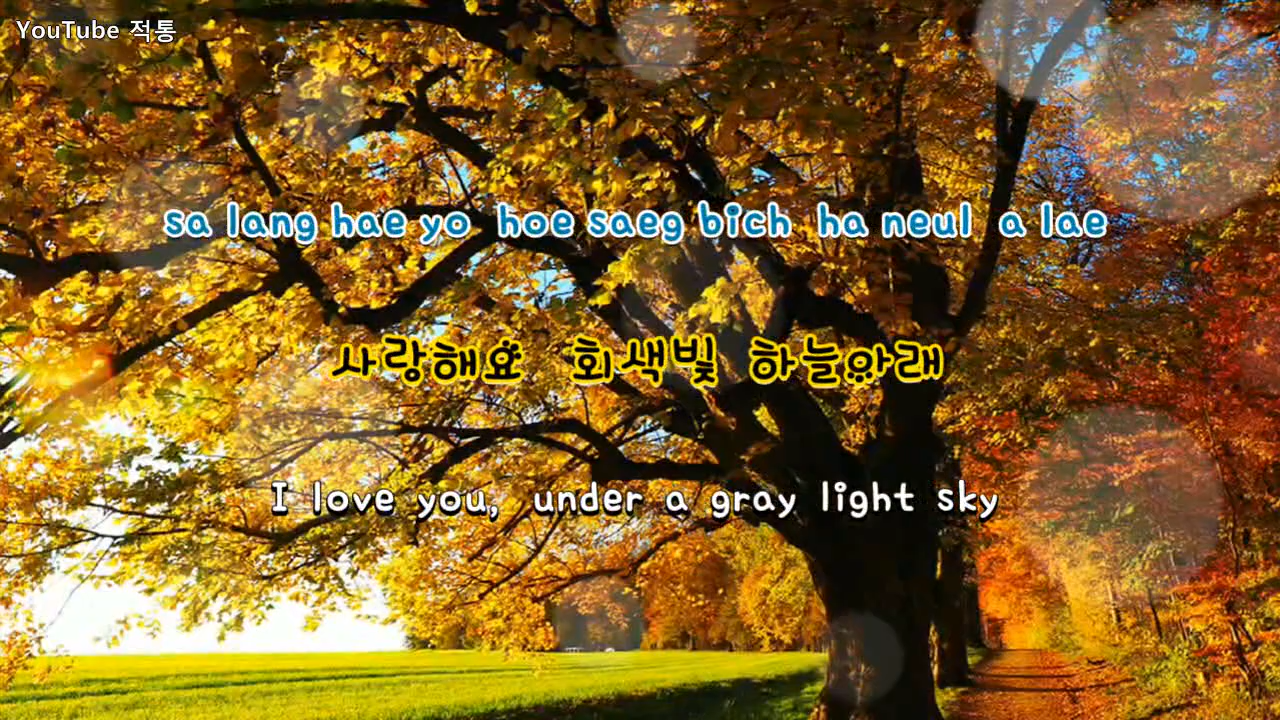 YouTube 적통
sa lang hae yo hoe saeg bich ha neul a lae
사랑해요 회색빛 하늘아래
I love you, under a gray light sky